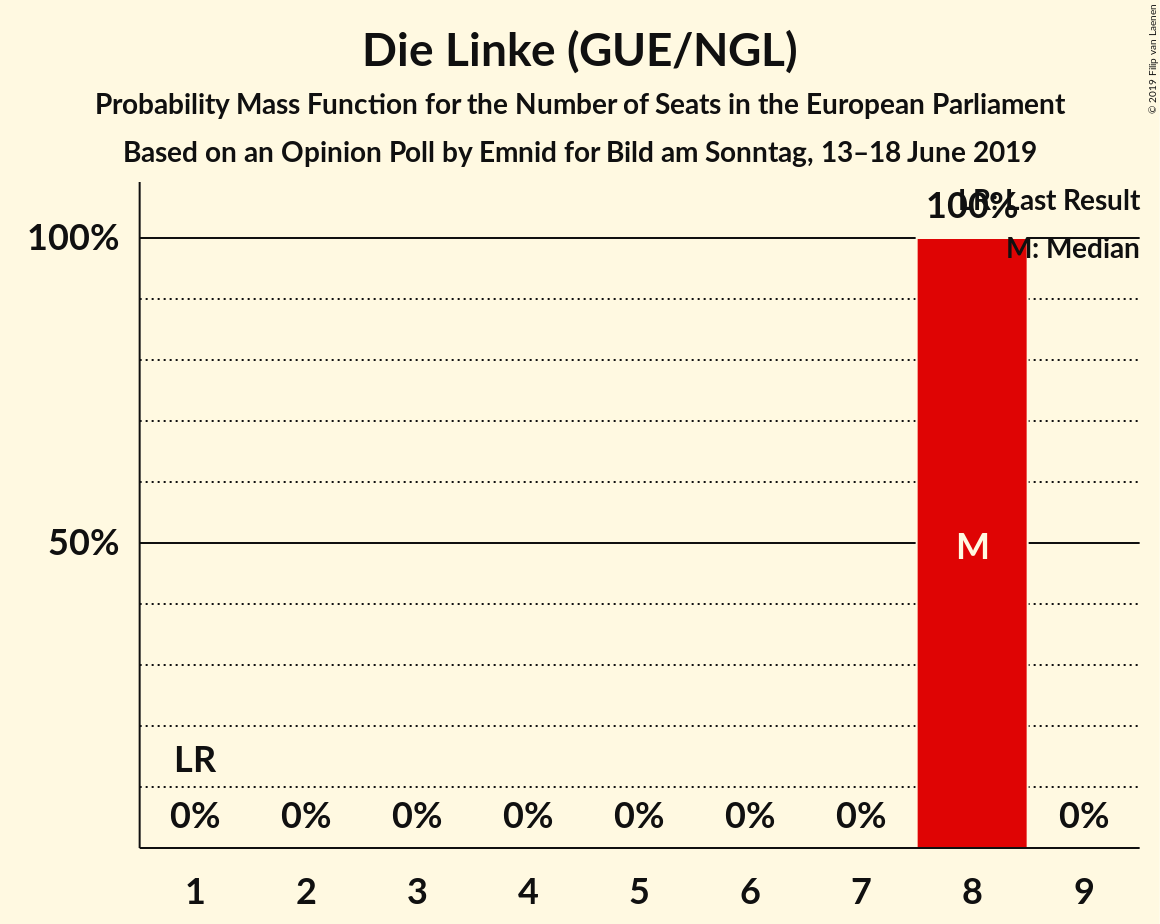 Die Linke (GUE/NGL)
Probability Mass Function for the Number of Seats in the European Parliament
Based on an Opinion Poll by Emnid for Bild am Sonntag, 13–18 June 2019
© 2019 Filip van Laenen
100%
LR: Last Result
M: Median
100%
50%
M
LR
0% 0% 0% 0% 0% 0% 0% 0%
1 2 3 4 5 6 7 8 9